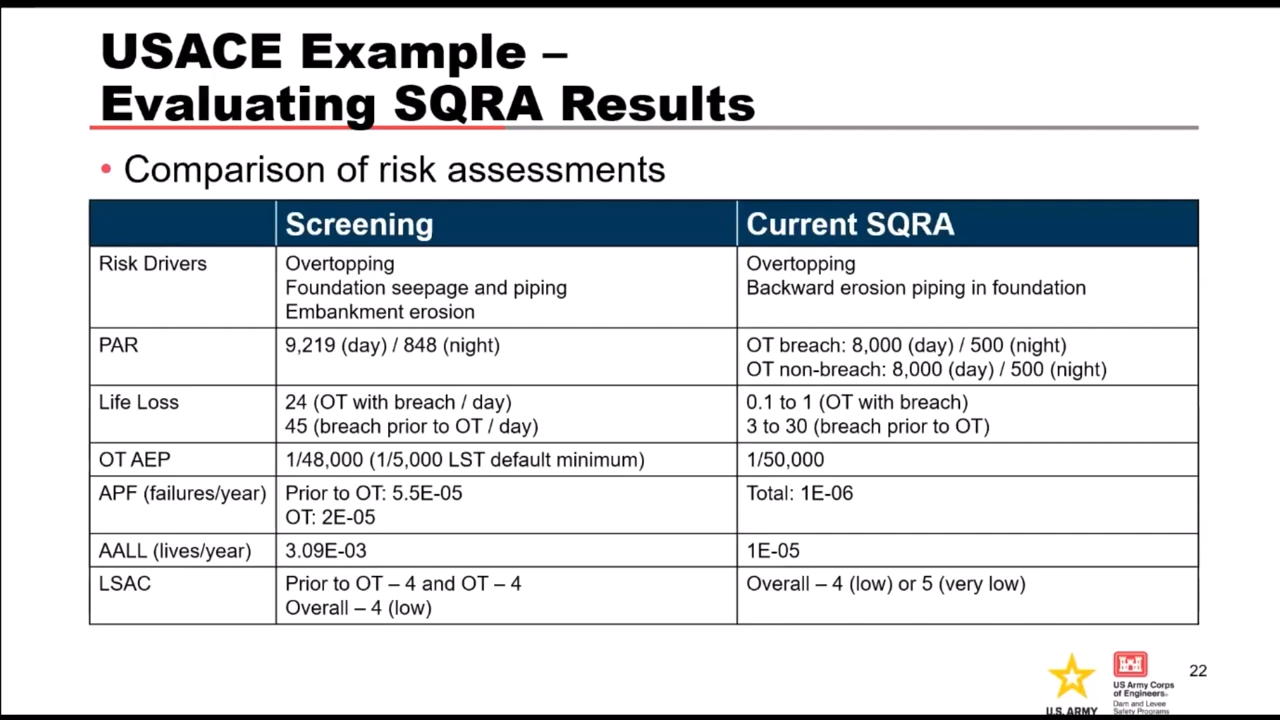 USACE Example –
Evaluating SQRA Results
• Comparison of risk assessments
Screening
Current SQRA
Risk Drivers
Overtopping
Foundation seepage and piping
Embankment erosion
Overtopping
Backward erosion piping in foundation
PAR
9,219 (day) / 848 (night)
OT breach: 8,000 (day) / 500 (night)
OT non-breach: 8,000 (day) / 500 (night)
Life Loss
24 (OT with breach / day)
45 (breach prior to OT / day)
0.1 to 1 (OT with breach)
3 to 30 (breach prior to OT)
OT AEP
1/48,000 (1/5,000 LST default minimum)
1/50,000
APF (failures/year)
Prior to OT: 5.5E-05
OT: 2E-05
Total: 1E-06
AALL (lives/year)
3.09E-03
1E-05
LSAC
Prior to OT – 4 and OT – 4
Overall – 4 (low)
Overall – 4 (low) or 5 (very low)
U.S. ARMY
US Army Corps
of Engineers®
Dam and Levee
Safety Programs
22